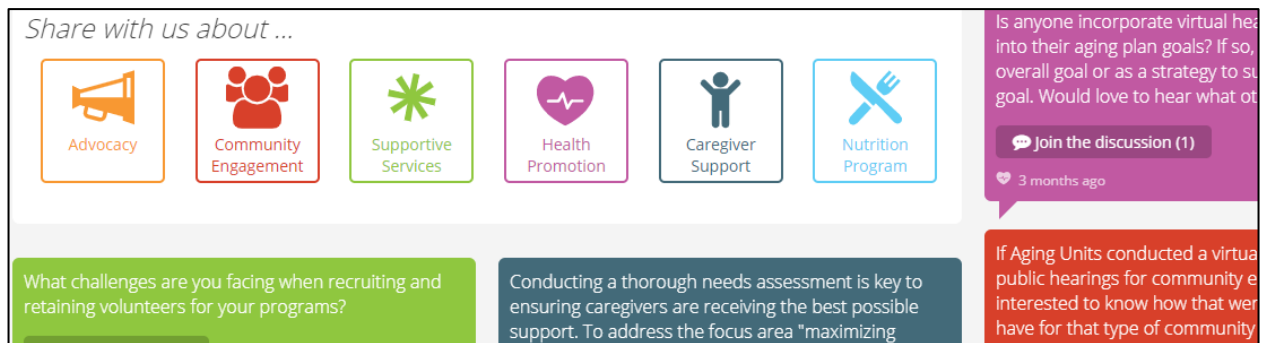 Share with us about ...
Advocacy
Community
Engagement
Supportive
Services
Health
Promotion
Caregiver
Support
Nutrition
Program
What challenges are you facing when recruiting and
retaining volunteers for your programs?
Conducting a thorough needs assessment is key to
ensuring caregivers are receiving the best possible
support. To address the focus area "maximizing
Is anyone incorporate virtual
into their aging plan goals? If so,
overall goal or as a strategy to
goal. Would love to hear what
Join the discussion (1)
3 months ago
If Aging Units conducted a
public hearings for community
interested to know how that
have for that type of community